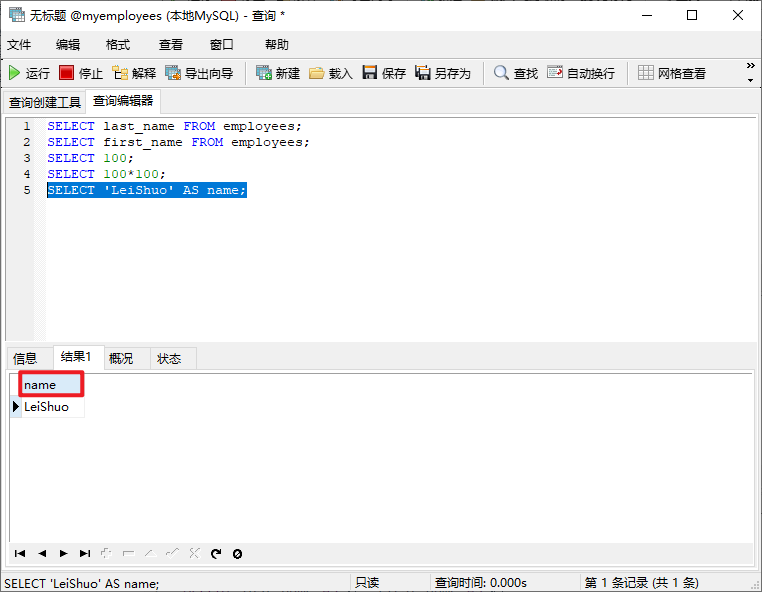 无标题 @myemployees (本地MySQL) - 查询 *
文件 编辑 格式 查看 窗口 帮助
运行 停止 解释 导出向导 新建 载入 保存 另存为 查找 自动换行 网格查看 »
查询创建工具 查询编辑器
1 SELECT last_name FROM employees;
2 SELECT first_name FROM employees;
3 SELECT 100;
4 SELECT 100*100;
5 SELECT 'LeiShuo' AS name;
信息 结果1 概况 状态
name
LeiShuo
SELECT 'LeiShuo' AS name; 只读 查询时间: 0.000s 第 1 条记录 (共 1 条)